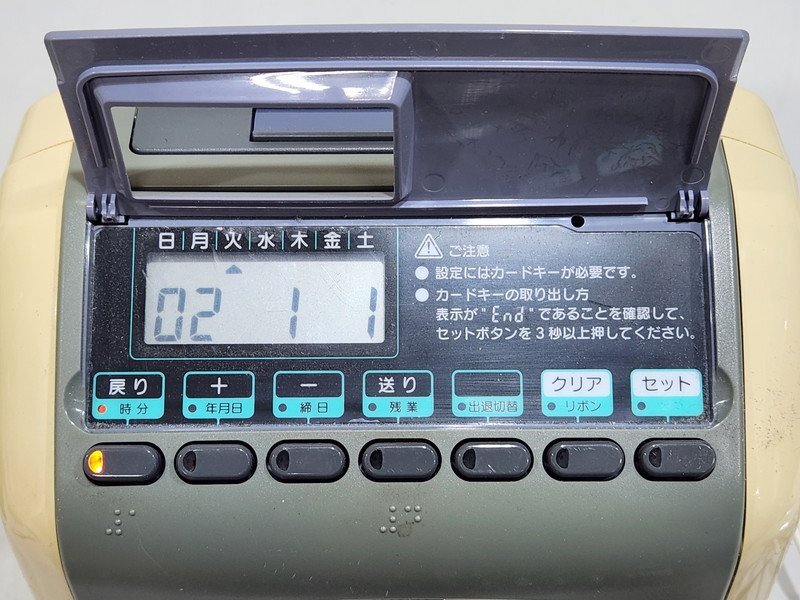 日|月|火|水|木|金|土
02 1 1
ご注意
● 設定にはカードキーが必要です。
● カードキーの取り出し方
表示が"End"であることを確認して、
セットボタンを3秒以上押してください。
戻り + − 送り クリア セット
時分 年月日 締日 残業 出退切替 リボン